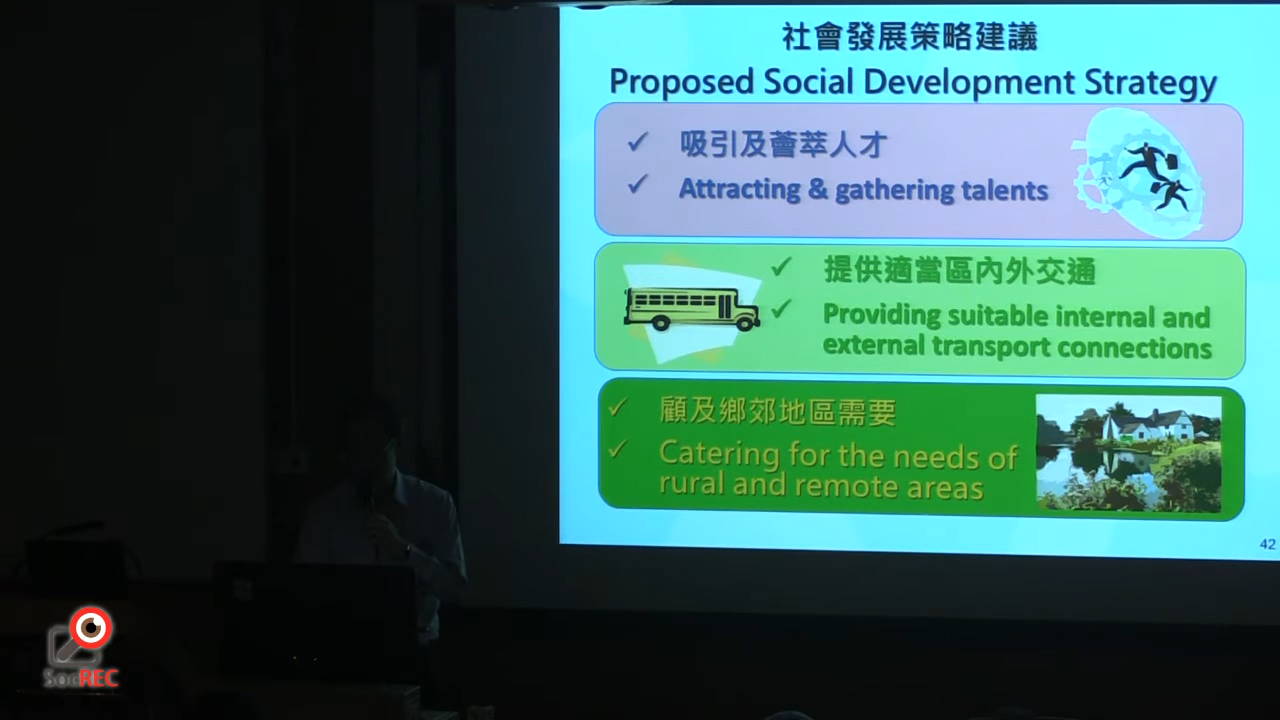 社會發展策略建議
Proposed Social Development Strategy
吸引及薈萃人才
Attracting & gathering talents
提供適當區內外交通
Providing suitable internal and
external transport connections
顧及鄉郊地區需要
Catering for the needs of
rural and remote areas
42
SocREC